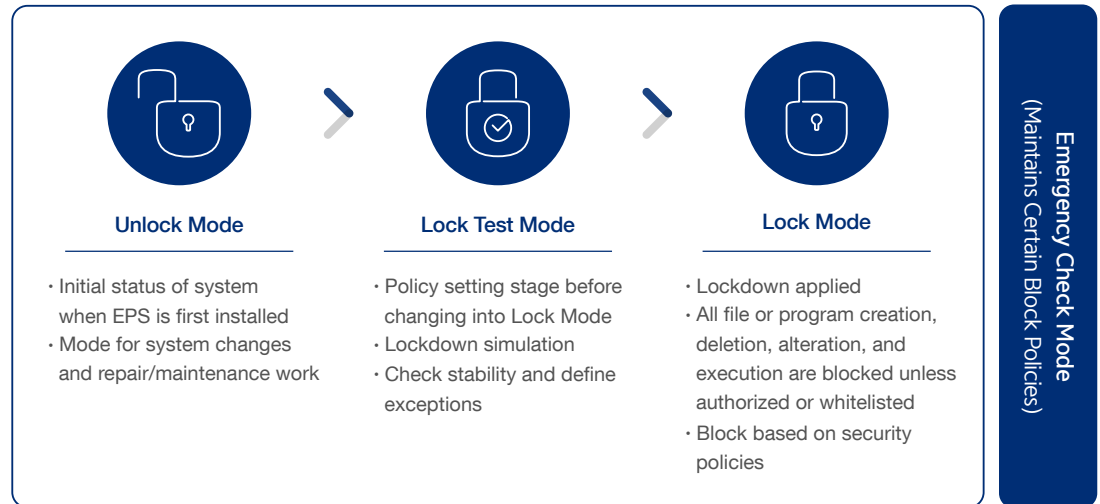 Unlock Mode
· Initial status of system
when EPS is first installed
· Mode for system changes
and repair/maintenance work
Lock Test Mode
· Policy setting stage before
changing into Lock Mode
· Lockdown simulation
· Check stability and define
exceptions
Lock Mode
· Lockdown applied
· All file or program creation,
deletion, alteration, and
execution are blocked unless
authorized or whitelisted
· Block based on security
policies
Emergency Check Mode
(Maintains Certain Block Policies)